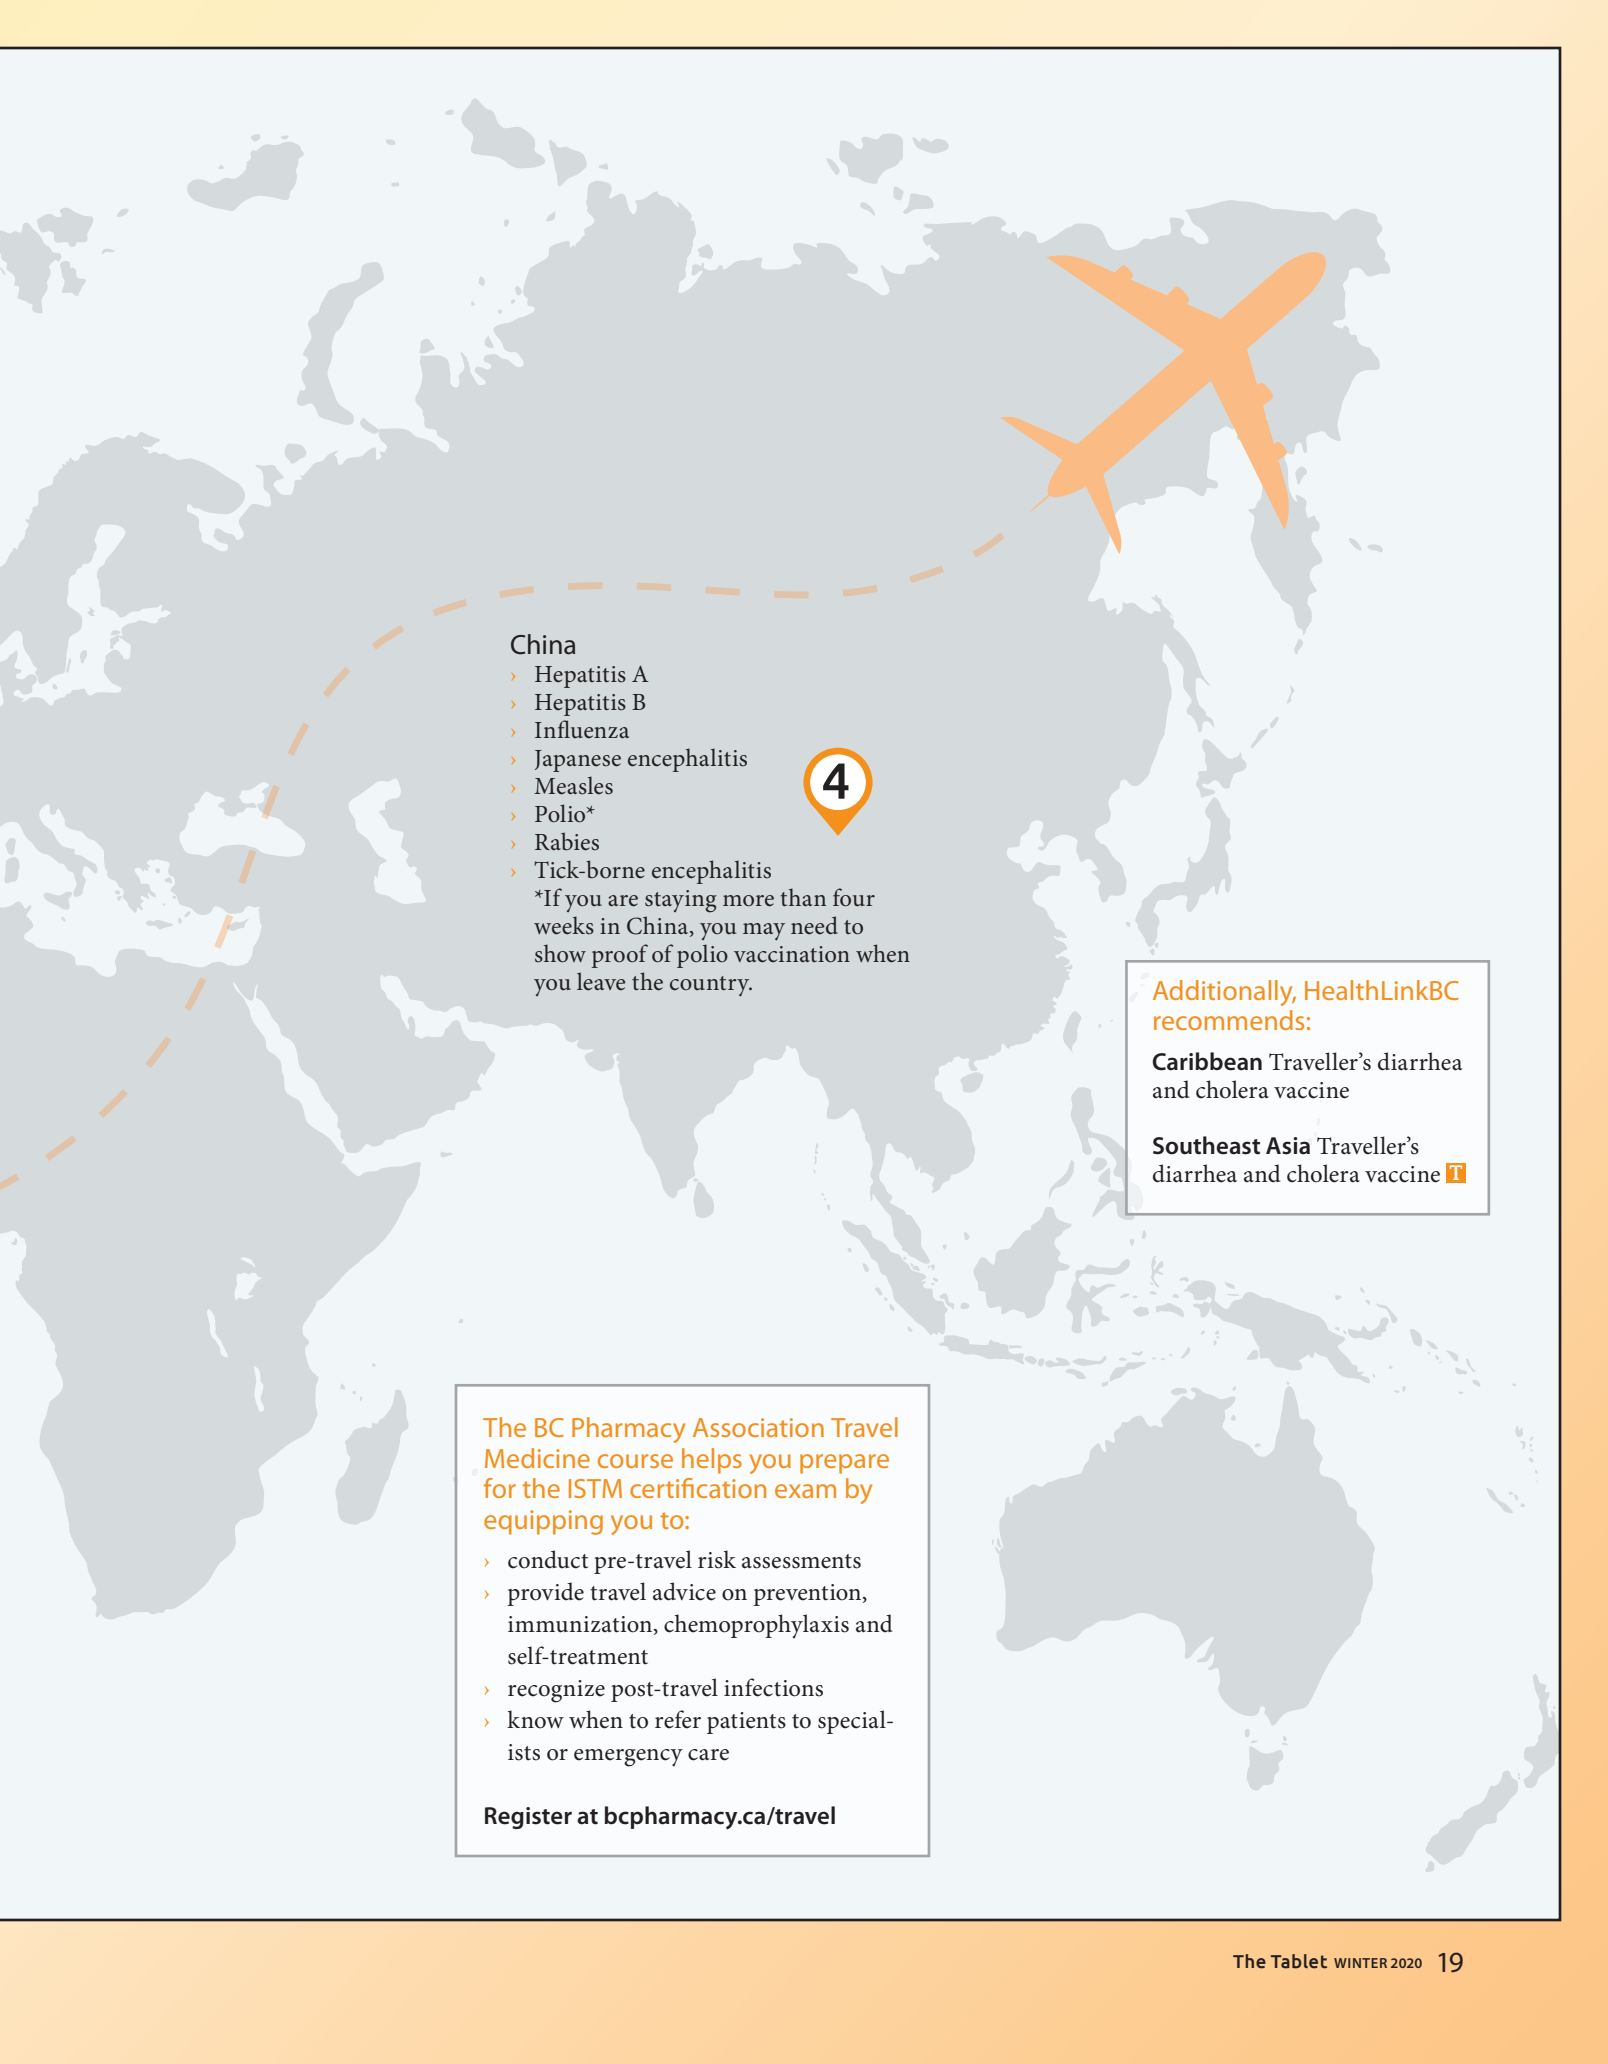 China
› Hepatitis A
› Hepatitis B
› Influenza
› Japanese encephalitis
› Measles
› Polio*
› Rabies
› Tick-borne encephalitis
*If you are staying more than four
weeks in China, you may need to
show proof of polio vaccination when
you leave the country.
4
Additionally, HealthLinkBC
recommends:
Caribbean Traveller’s diarrhea
and cholera vaccine
Southeast Asia Traveller’s
diarrhea and cholera vaccine T
The BC Pharmacy Association Travel
Medicine course helps you prepare
for the ISTM certification exam by
equipping you to:
› conduct pre-travel risk assessments
› provide travel advice on prevention,
immunization, chemoprophylaxis and
self-treatment
› recognize post-travel infections
› know when to refer patients to special-
ists or emergency care
Register at bcpharmacy.ca/travel
The Tablet WINTER 2020 19